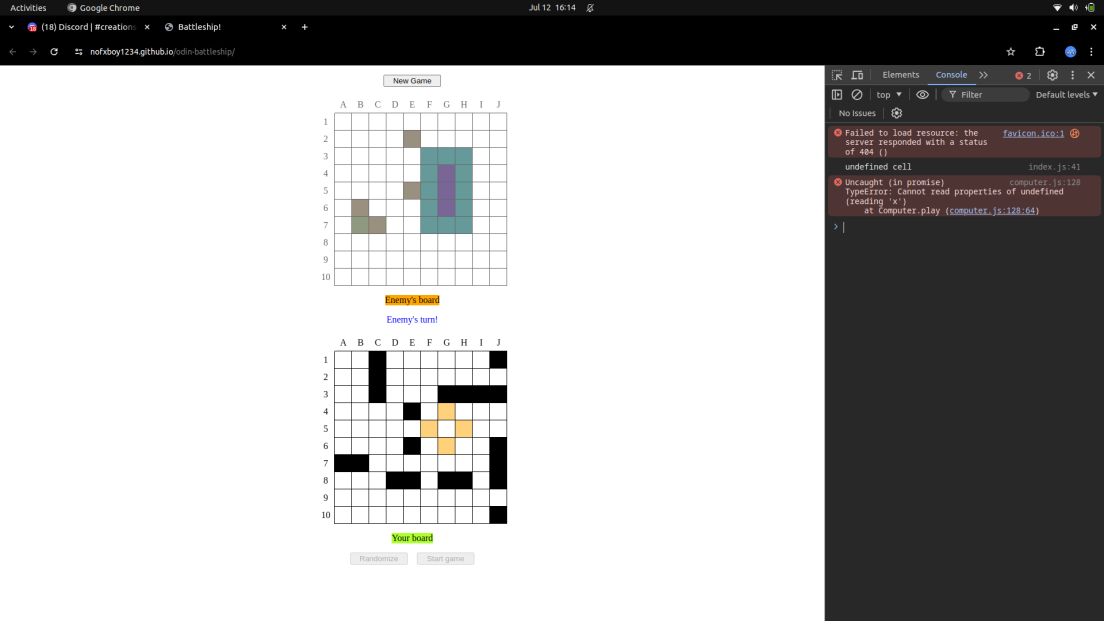 Activities Google Chrome Jul 12 16:14
(18) Discord | #creations Battleship!
nofxboy1234.github.io/odin-battleship/
New Game
A B C D E F G H I J
1
2
3
4
5
6
7
8
9
10
Enemy's board
Enemy's turn!
A B C D E F G H I J
1
2
3
4
5
6
7
8
9
10
Your board
Randomize Start game
Elements Console 2
top Filter Default levels
No Issues
Failed to load resource: the favicon.ico:1
server responded with a status
of 404 ()
undefined cell index.js:41
Uncaught (in promise) computer.js:128
TypeError: Cannot read properties of undefined
(reading 'x')
at Computer.play (computer.js:128:64)